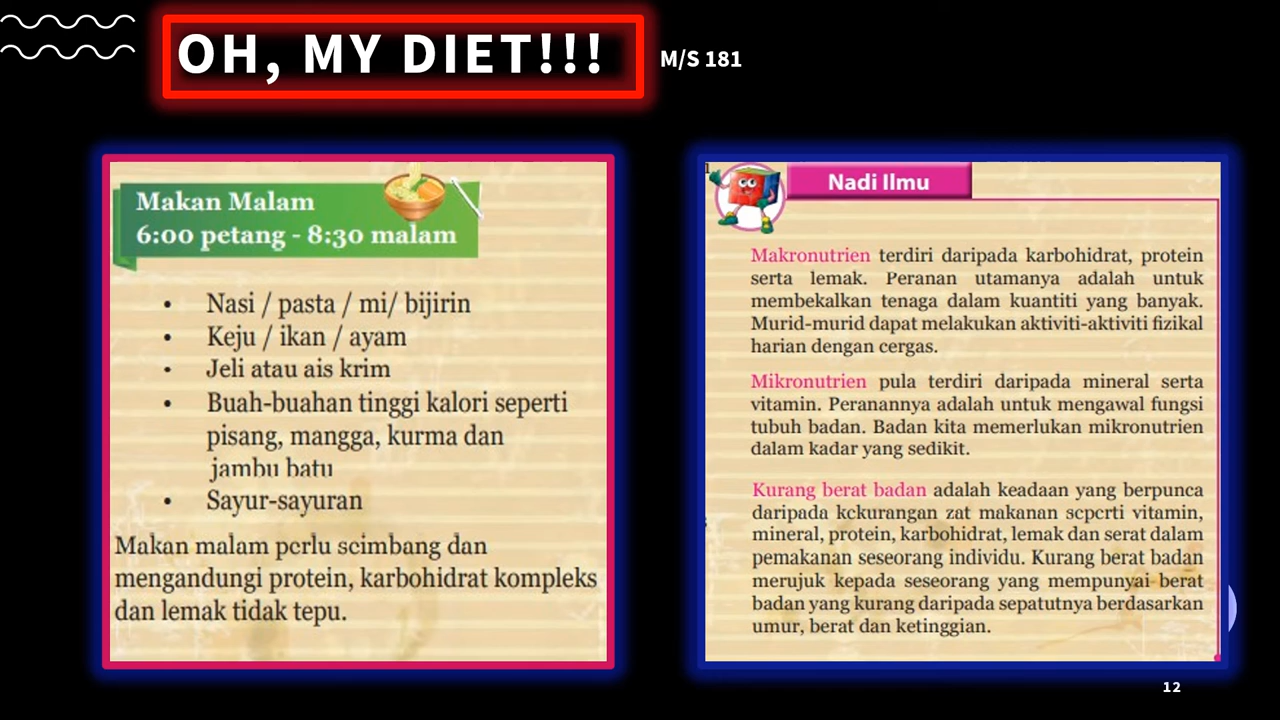 OH, MY DIET!!!
M/S 181
Makan Malam
6:00 petang - 8:30 malam
• Nasi / pasta / mi/ bijirin
• Keju / ikan / ayam
• Jeli atau ais krim
• Buah-buahan tinggi kalori seperti
pisang, mangga, kurma dan
jambu batu
• Sayur-sayuran
Makan malam perlu seimbang dan
mengandungi protein, karbohidrat kompleks
dan lemak tidak tepu.
Nadi Ilmu
Makronutrien terdiri daripada karbohidrat, protein
serta lemak. Peranan utamanya adalah untuk
membekalkan tenaga dalam kuantiti yang banyak.
Murid-murid dapat melakukan aktiviti-aktiviti fizikal
harian dengan cergas.
Mikronutrien pula terdiri daripada mineral serta
vitamin. Peranannya adalah untuk mengawal fungsi
tubuh badan. Badan kita memerlukan mikronutrien
dalam kadar yang sedikit.
Kurang berat badan adalah keadaan yang berpunca
daripada kekurangan zat makanan seperti vitamin,
mineral, protein, karbohidrat, lemak dan serat dalam
pemakanan seseorang individu. Kurang berat badan
merujuk kepada seseorang yang mempunyai berat
badan yang kurang daripada sepatutnya berdasarkan
umur, berat dan ketinggian.
12